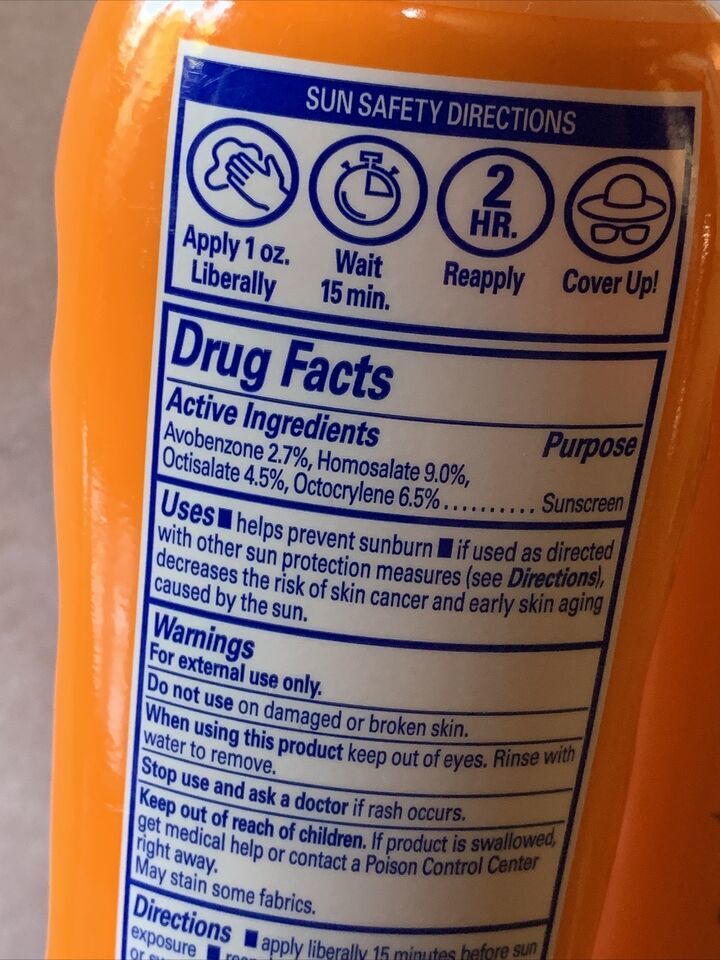 SUN SAFETY DIRECTIONS
Apply 1 oz.
Liberally
Wait
15 min.
2
HR.
Reapply
Cover Up!
Drug Facts
Active Ingredients
Purpose
Avobenzone 2.7%, Homosalate 9.0%,
Octisalate 4.5%, Octocrylene 6.5%.......... Sunscreen
Uses ■ helps prevent sunburn ■ if used as directed
with other sun protection measures (see Directions),
decreases the risk of skin cancer and early skin aging
caused by the sun.
Warnings
For external use only.
Do not use on damaged or broken skin.
When using this product keep out of eyes. Rinse with
water to remove.
Stop use and ask a doctor if rash occurs.
Keep out of reach of children. If product is swallowed,
get medical help or contact a Poison Control Center
right away.
May stain some fabrics.
Directions ■ apply liberally 15 minutes before sun
exposure ■
or